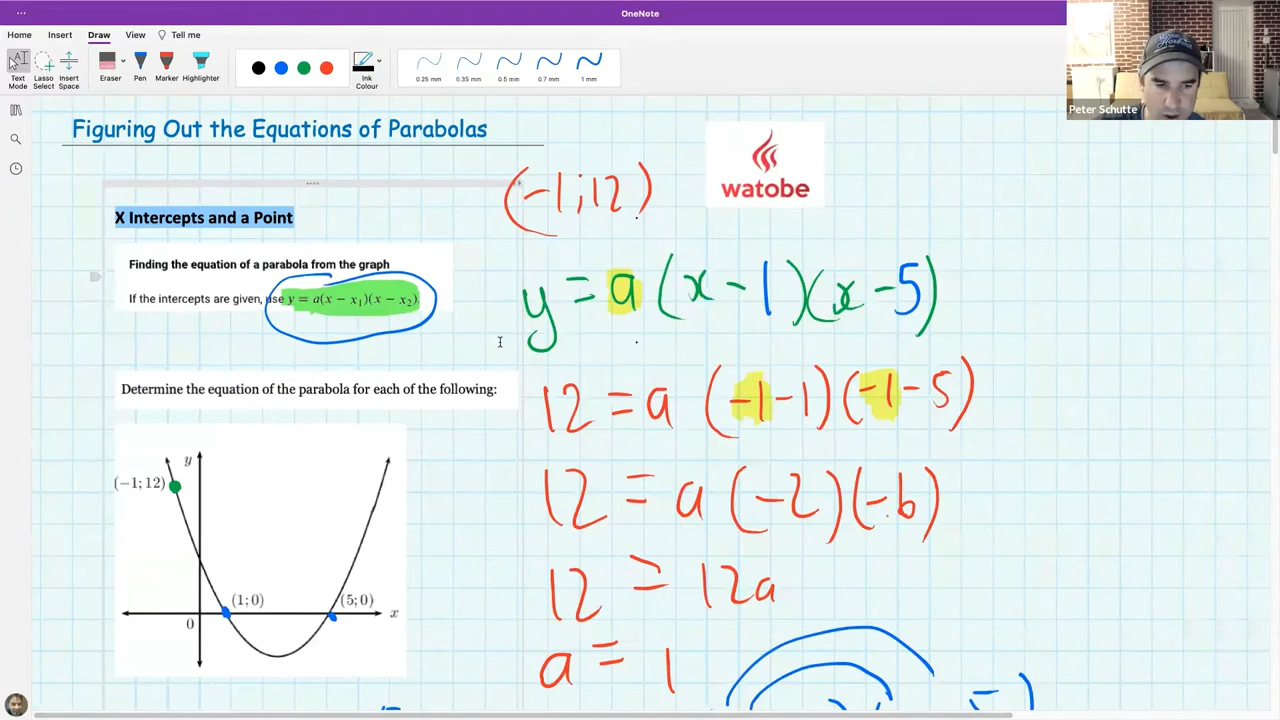 OneNote
Home Insert Draw View Tell me
Text Mode
Lasso Select
Insert Space
Eraser
Pen
Marker
Highlighter
0.25 mm
0.35 mm
0.5 mm
0.7 mm
1 mm
Colour
Peter Schutte
Figuring Out the Equations of Parabolas
watobe
(-1;12)
X Intercepts and a Point
Finding the equation of a parabola from the graph
If the intercepts are given, use y = a(x − x₁)(x − x₂).
y = a (x - 1)(x - 5)
Determine the equation of the parabola for each of the following:
12 = a (-1-1)(-1-5)
y
(−1; 12)
12 = a (-2)(-6)
(1; 0)
(5; 0)
x
0
12 = 12a
a = 1